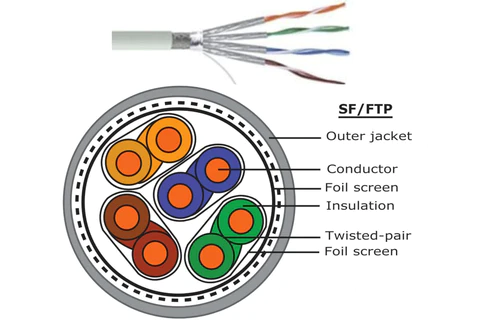 SF/FTP
Outer jacket
Conductor
Foil screen
Insulation
Twisted-pair
Foil screen